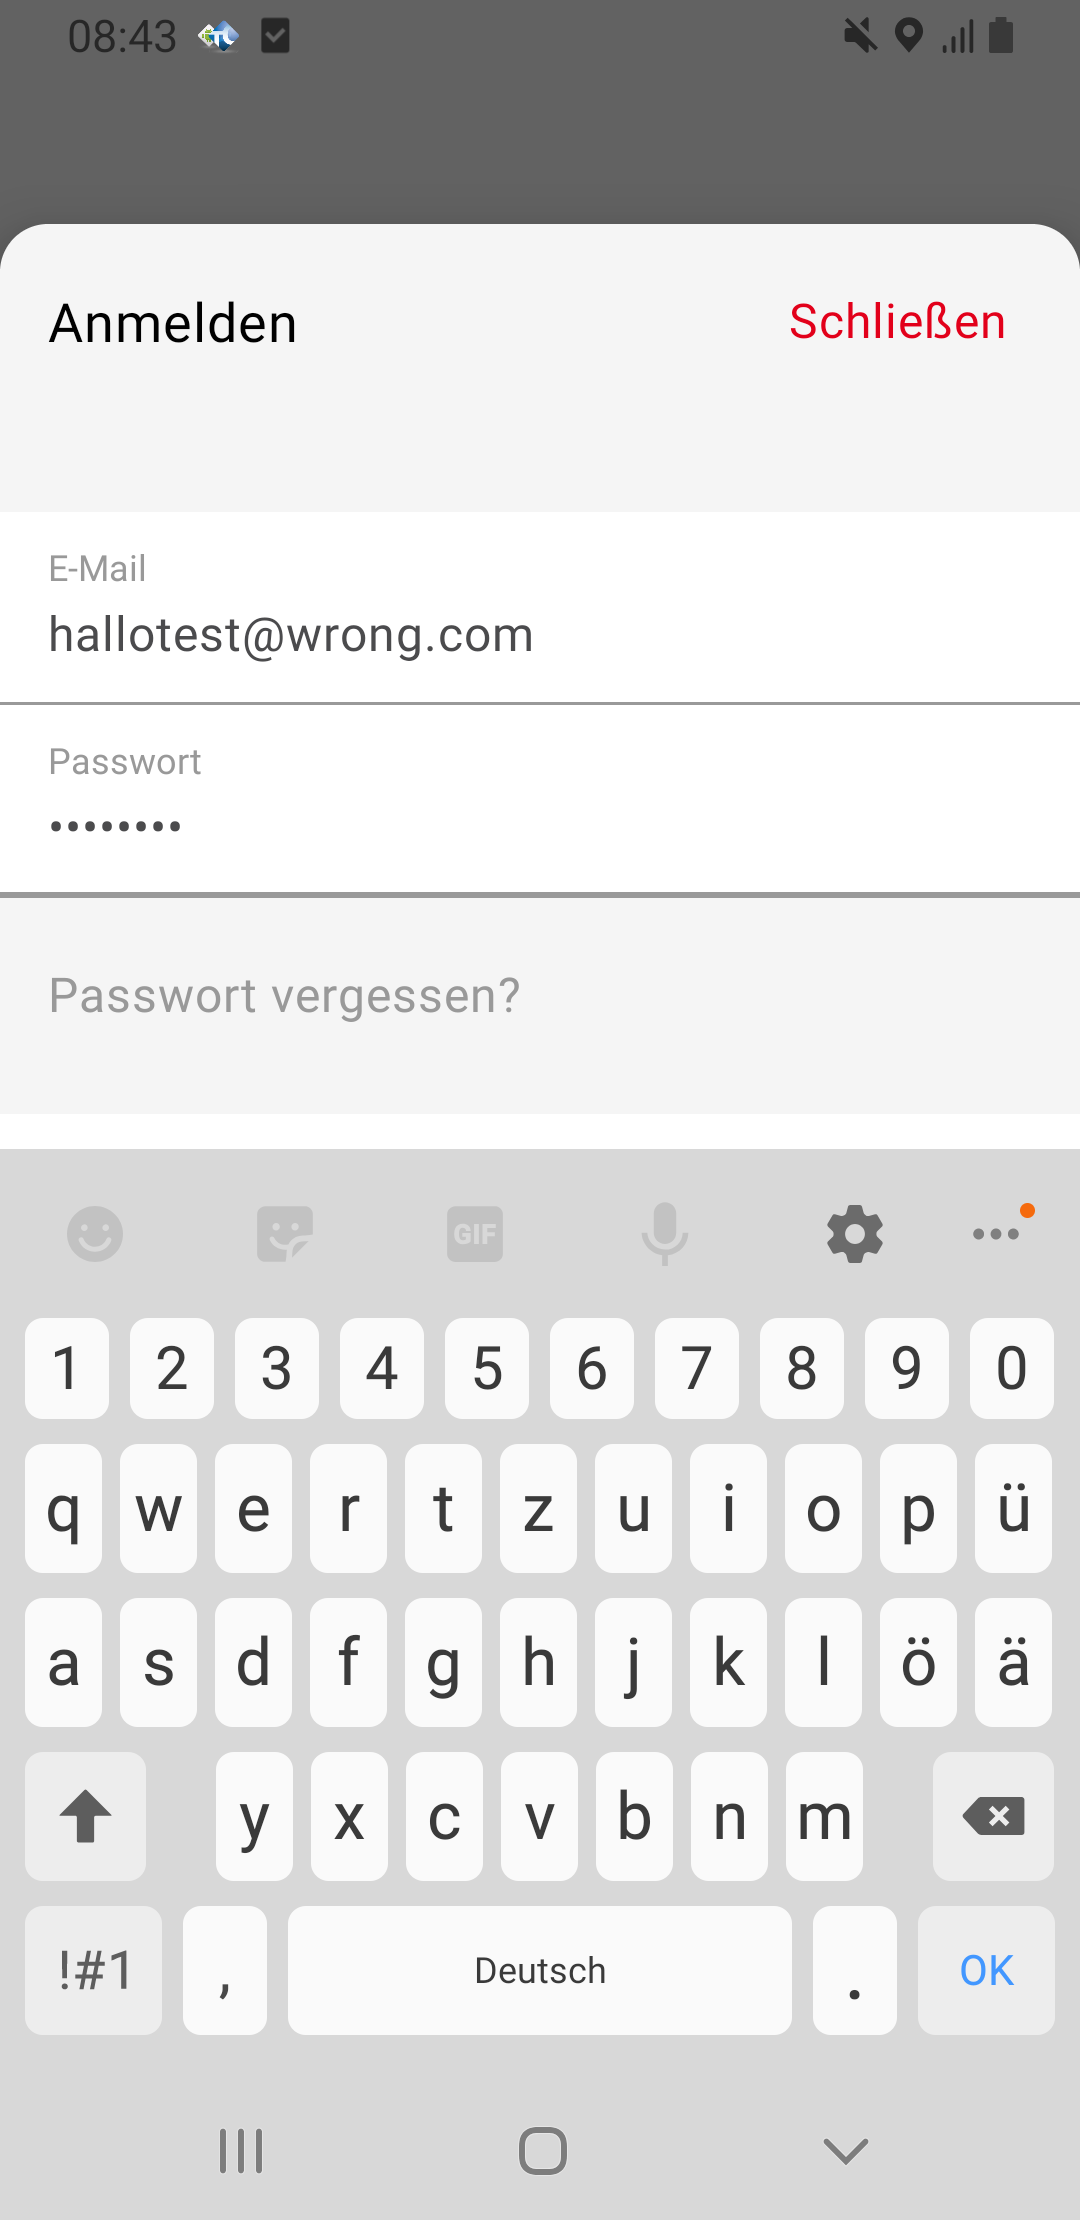 08:43
Anmelden
Schließen
E-Mail
hallotest@wrong.com
Passwort
••••••••
Passwort vergessen?
GIF
1 2 3 4 5 6 7 8 9 0
q w e r t z u i o p ü
a s d f g h j k l ö ä
y x c v b n m
!#1 , Deutsch . OK